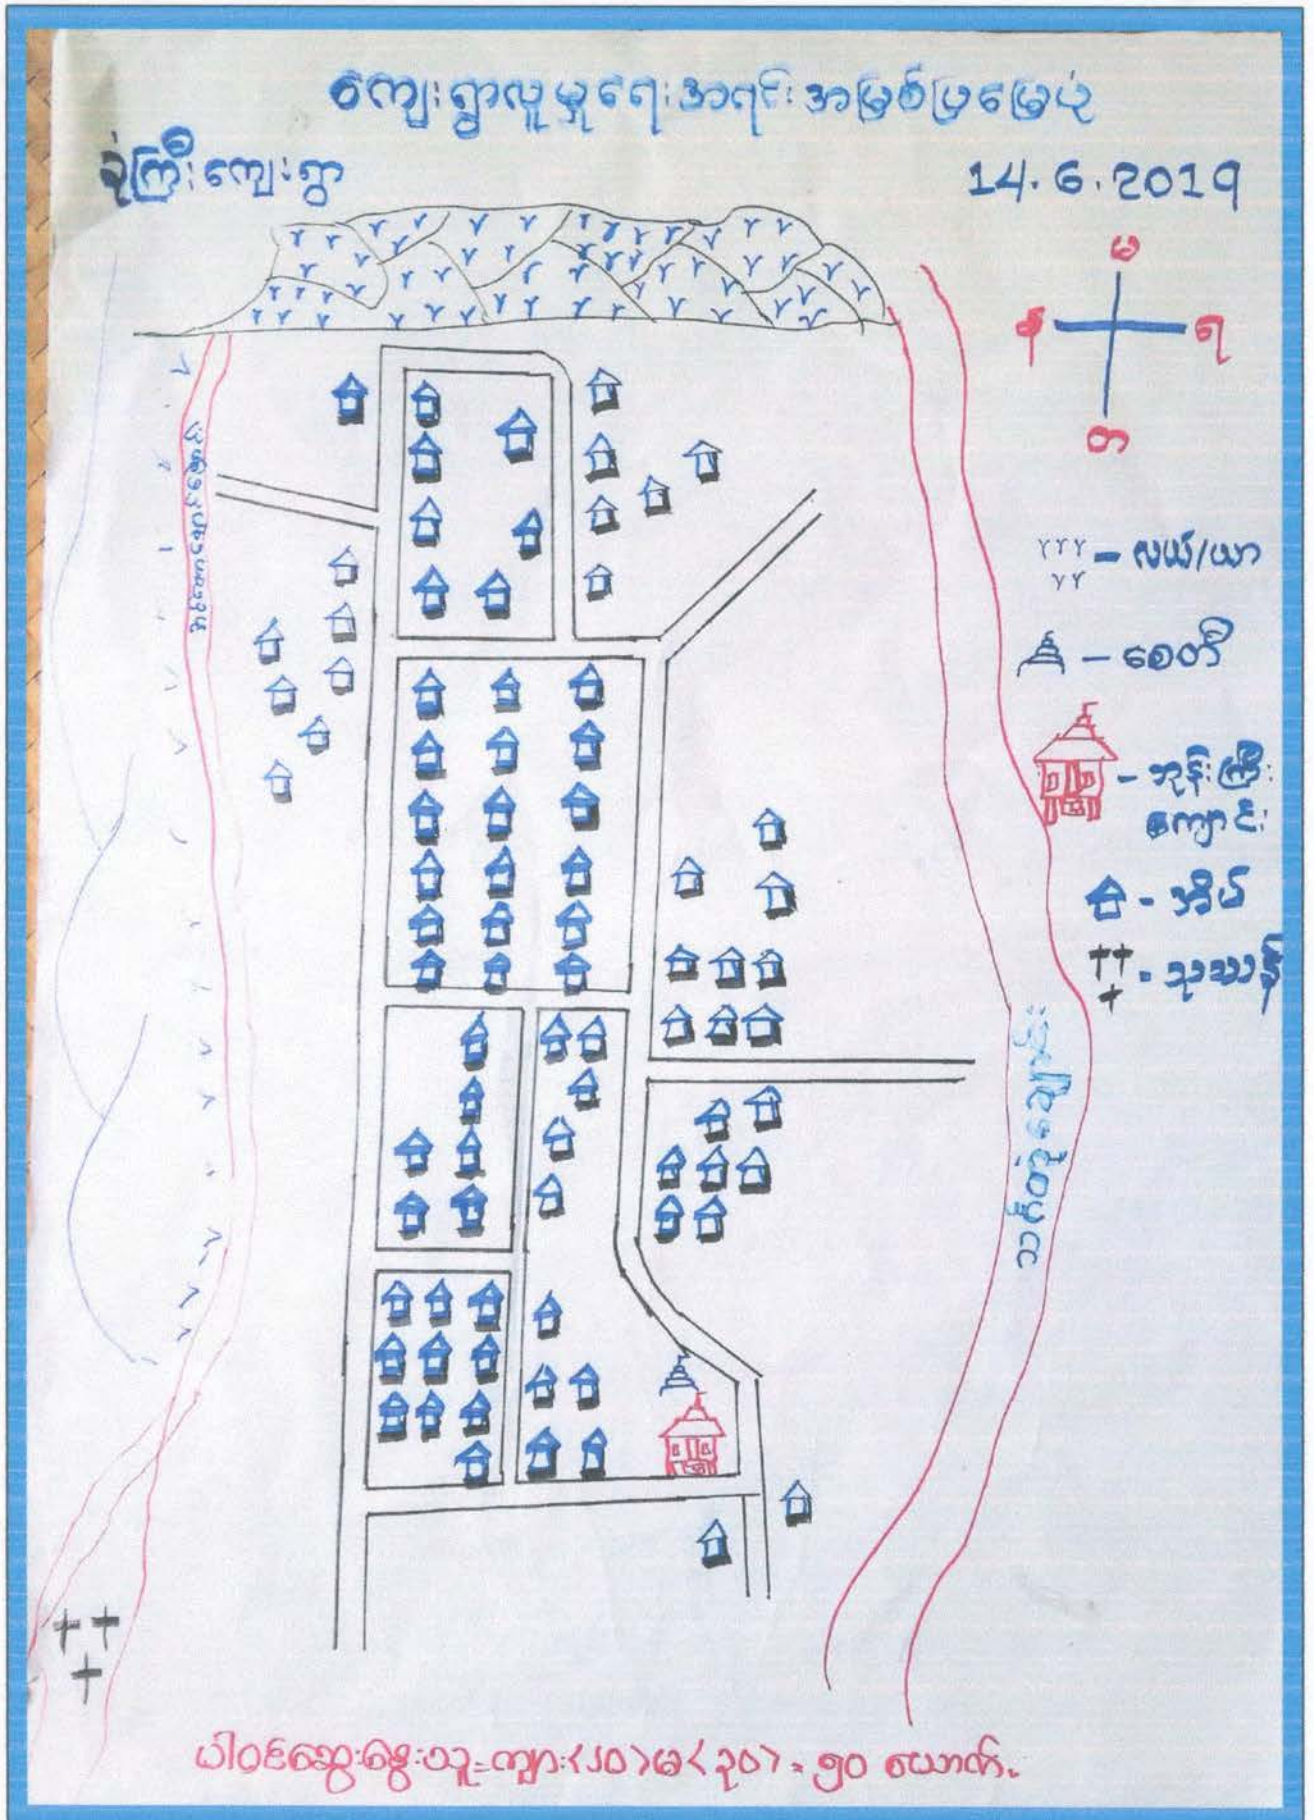 ကျေးရွာလူမှုရေးအရင်းအမြစ်ပြမြေပုံ
ခုံကြီးကျေးရွာ
14.6.2019
မ
န
ရ
တ
လယ်/ယာ
စေတီ
ဘုန်းကြီး
ကျောင်း
အိမ်
သုသာန်
ပါဝင်ဆွေးနွေးသူ=ကျား<၂၀>မ<၃၀>=၅၀ ယောက်.